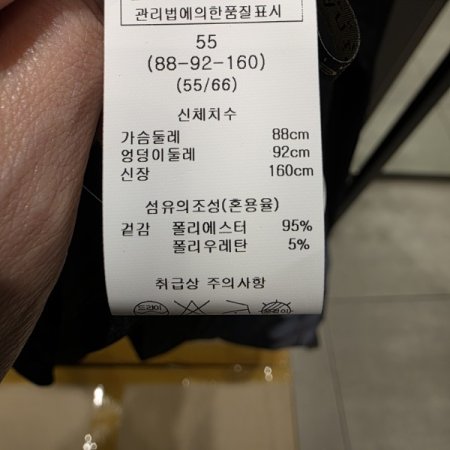 관리법에의한품질표시
55
(88-92-160)
(55/66)
신체치수
가슴둘레 88cm
엉덩이둘레 92cm
신장 160cm
섬유의조성(혼용율)
겉감 폴리에스터 95%
폴리우레탄 5%
취급상 주의사항
드라이